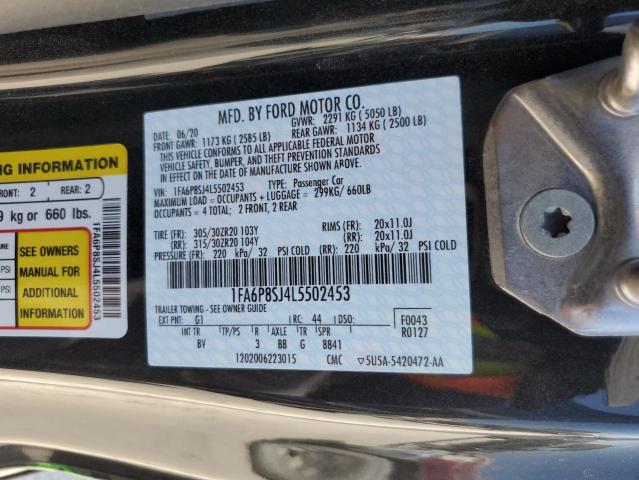 MFD. BY FORD MOTOR CO.
DATE: 06/20 GVWR: 2291 KG ( 5050 LB)
FRONT GAWR: 1173 KG ( 2585 LB) REAR GAWR: 1134 KG ( 2500 LB)
THIS VEHICLE CONFORMS TO ALL APPLICABLE FEDERAL MOTOR
VEHICLE SAFETY, BUMPER, AND THEFT PREVENTION STANDARDS
IN EFFECT ON THE DATE OF MANUFACTURE SHOWN ABOVE.
VIN: 1FA6P8SJ4L5502453 TYPE: Passenger Car
MAXIMUM LOAD = OCCUPANTS + LUGGAGE = 299KG/ 660LB
OCCUPANTS = 4 TOTAL; 2 FRONT, 2 REAR
TIRE (FR): 305/30ZR20 103Y RIMS (FR): 20x11.0J
(RR): 315/30ZR20 104Y (RR): 20x11.0J
PRESSURE (FR): 220 kPa/ 32 PSI COLD (RR): 220 kPa/ 32 PSI COLD
1FA6P8SJ4L5502453
TRAILER TOWING - SEE OWNER GUIDE
EXT PNT: G1 RC: 44 DSO: F0043
R0127
INT TR TP/PS R AXLE TR SPR
BV 3 BB G 8841
1202006223015 CMC 5U5A-5420472-AA
NG INFORMATION
FRONT: 2 REAR: 2
9 kg or 660 lbs.
SEE OWNERS
MANUAL FOR
ADDITIONAL
INFORMATION
PSI
PSI
1FA6P8SJ4L5502453